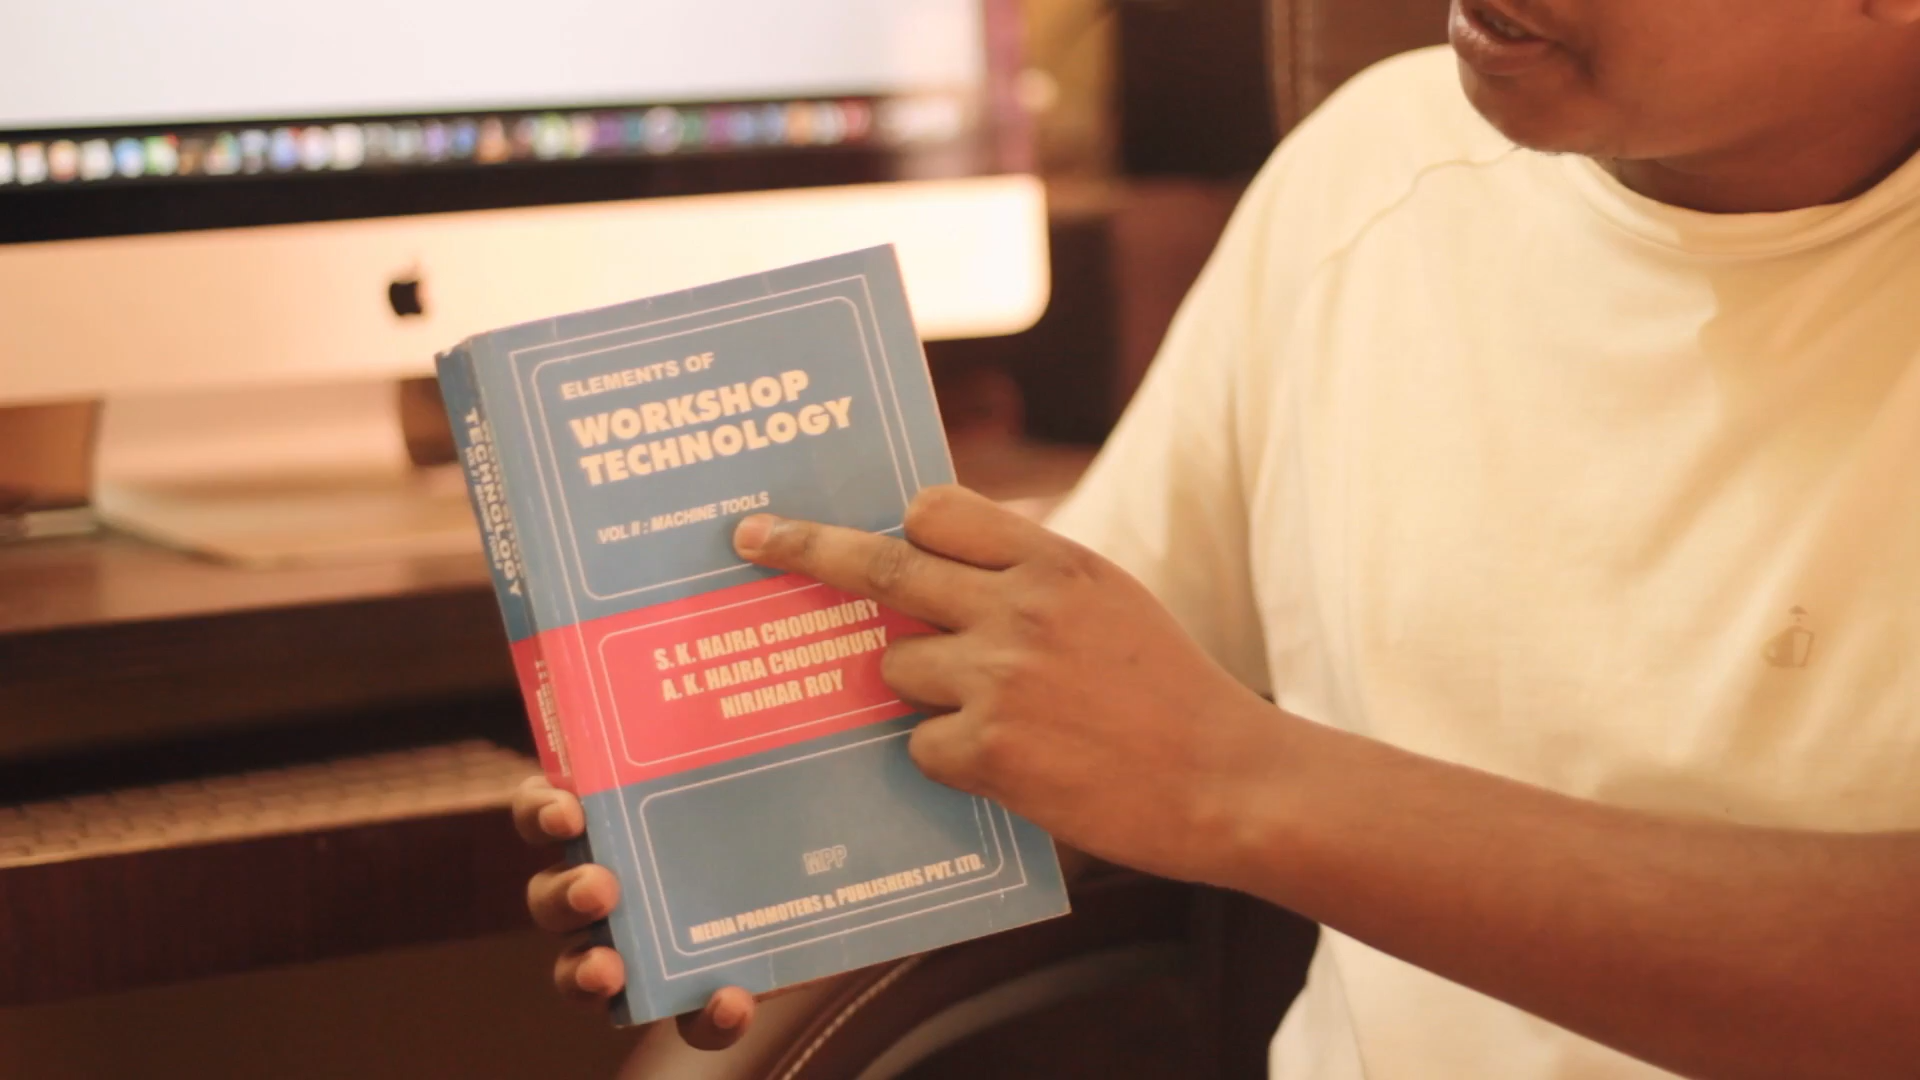 ELEMENTS OF
WORKSHOP
TECHNOLOGY
VOL II : MACHINE TOOLS
S. K. HAJRA CHOUDHURY
A. K. HAJRA CHOUDHURY
NIRJHAR ROY
MPP
MEDIA PROMOTERS & PUBLISHERS PVT. LTD.
TECHNOLOGY